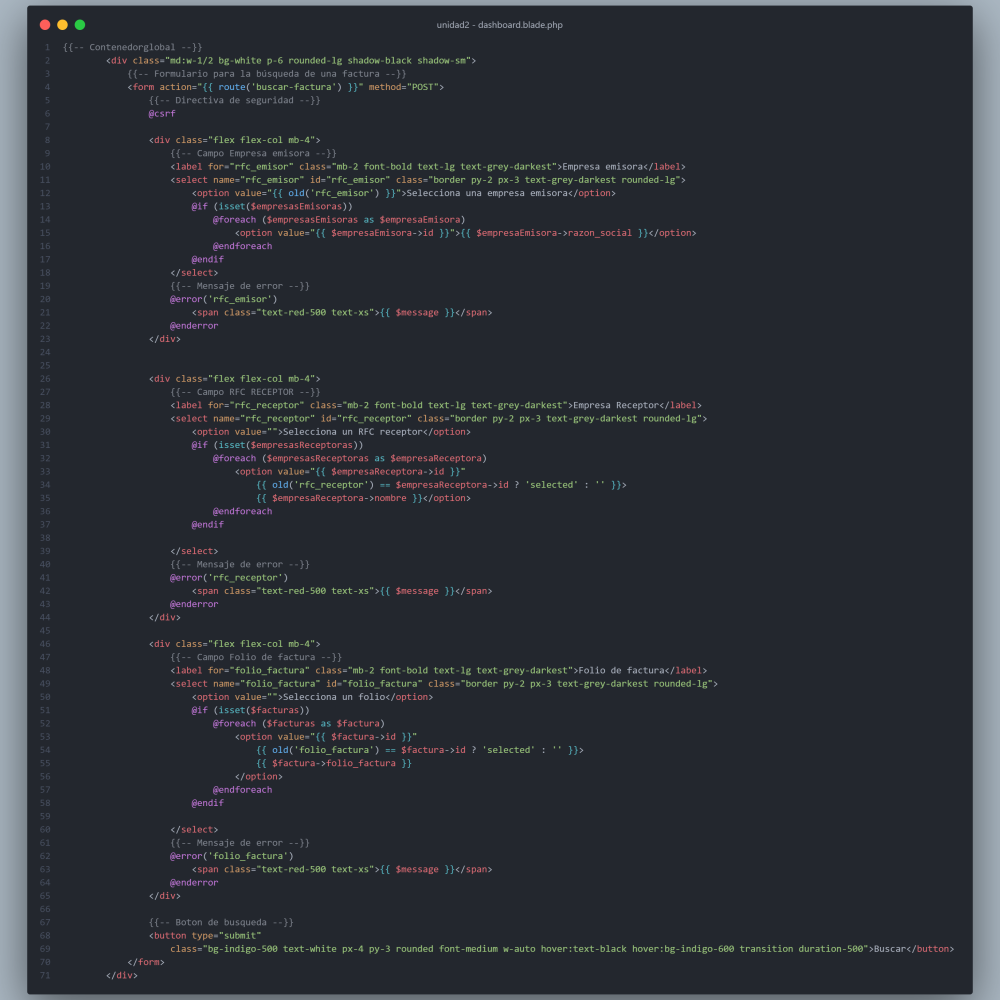 unidad2 - dashboard.blade.php
1 {{-- Contenedorglobal --}}
2 <div class="md:w-1/2 bg-white p-6 rounded-lg shadow-black shadow-sm">
3 {{-- Formulario para la búsqueda de una factura --}}
4 <form action="{{ route('buscar-factura') }}" method="POST">
5 {{-- Directiva de seguridad --}}
6 @csrf
7
8 <div class="flex flex-col mb-4">
9 {{-- Campo Empresa emisora --}}
10 <label for="rfc_emisor" class="mb-2 font-bold text-lg text-grey-darkest">Empresa emisora</label>
11 <select name="rfc_emisor" id="rfc_emisor" class="border py-2 px-3 text-grey-darkest rounded-lg">
12 <option value="{{ old('rfc_emisor') }}">Selecciona una empresa emisora</option>
13 @if (isset($empresasEmisoras))
14 @foreach ($empresasEmisoras as $empresaEmisora)
15 <option value="{{ $empresaEmisora->id }}">{{ $empresaEmisora->razon_social }}</option>
16 @endforeach
17 @endif
18 </select>
19 {{-- Mensaje de error --}}
20 @error('rfc_emisor')
21 <span class="text-red-500 text-xs">{{ $message }}</span>
22 @enderror
23 </div>
24
25
26 <div class="flex flex-col mb-4">
27 {{-- Campo RFC RECEPTOR --}}
28 <label for="rfc_receptor" class="mb-2 font-bold text-lg text-grey-darkest">Empresa Receptor</label>
29 <select name="rfc_receptor" id="rfc_receptor" class="border py-2 px-3 text-grey-darkest rounded-lg">
30 <option value="">Selecciona un RFC receptor</option>
31 @if (isset($empresasReceptoras))
32 @foreach ($empresasReceptoras as $empresaReceptora)
33 <option value="{{ $empresaReceptora->id }}"
34 {{ old('rfc_receptor') == $empresaReceptora->id ? 'selected' : '' }}>
35 {{ $empresaReceptora->nombre }}</option>
36 @endforeach
37 @endif
38
39 </select>
40 {{-- Mensaje de error --}}
41 @error('rfc_receptor')
42 <span class="text-red-500 text-xs">{{ $message }}</span>
43 @enderror
44 </div>
45
46 <div class="flex flex-col mb-4">
47 {{-- Campo Folio de factura --}}
48 <label for="folio_factura" class="mb-2 font-bold text-lg text-grey-darkest">Folio de factura</label>
49 <select name="folio_factura" id="folio_factura" class="border py-2 px-3 text-grey-darkest rounded-lg">
50 <option value="">Selecciona un folio</option>
51 @if (isset($facturas))
52 @foreach ($facturas as $factura)
53 <option value="{{ $factura->id }}"
54 {{ old('folio_factura') == $factura->id ? 'selected' : '' }}>
55 {{ $factura->folio_factura }}
56 </option>
57 @endforeach
58 @endif
59
60 </select>
61 {{-- Mensaje de error --}}
62 @error('folio_factura')
63 <span class="text-red-500 text-xs">{{ $message }}</span>
64 @enderror
65 </div>
66
67 {{-- Boton de busqueda --}}
68 <button type="submit"
69 class="bg-indigo-500 text-white px-4 py-3 rounded font-medium w-auto hover:text-black hover:bg-indigo-600 transition duration-500">Buscar</button>
70 </form>
71 </div>